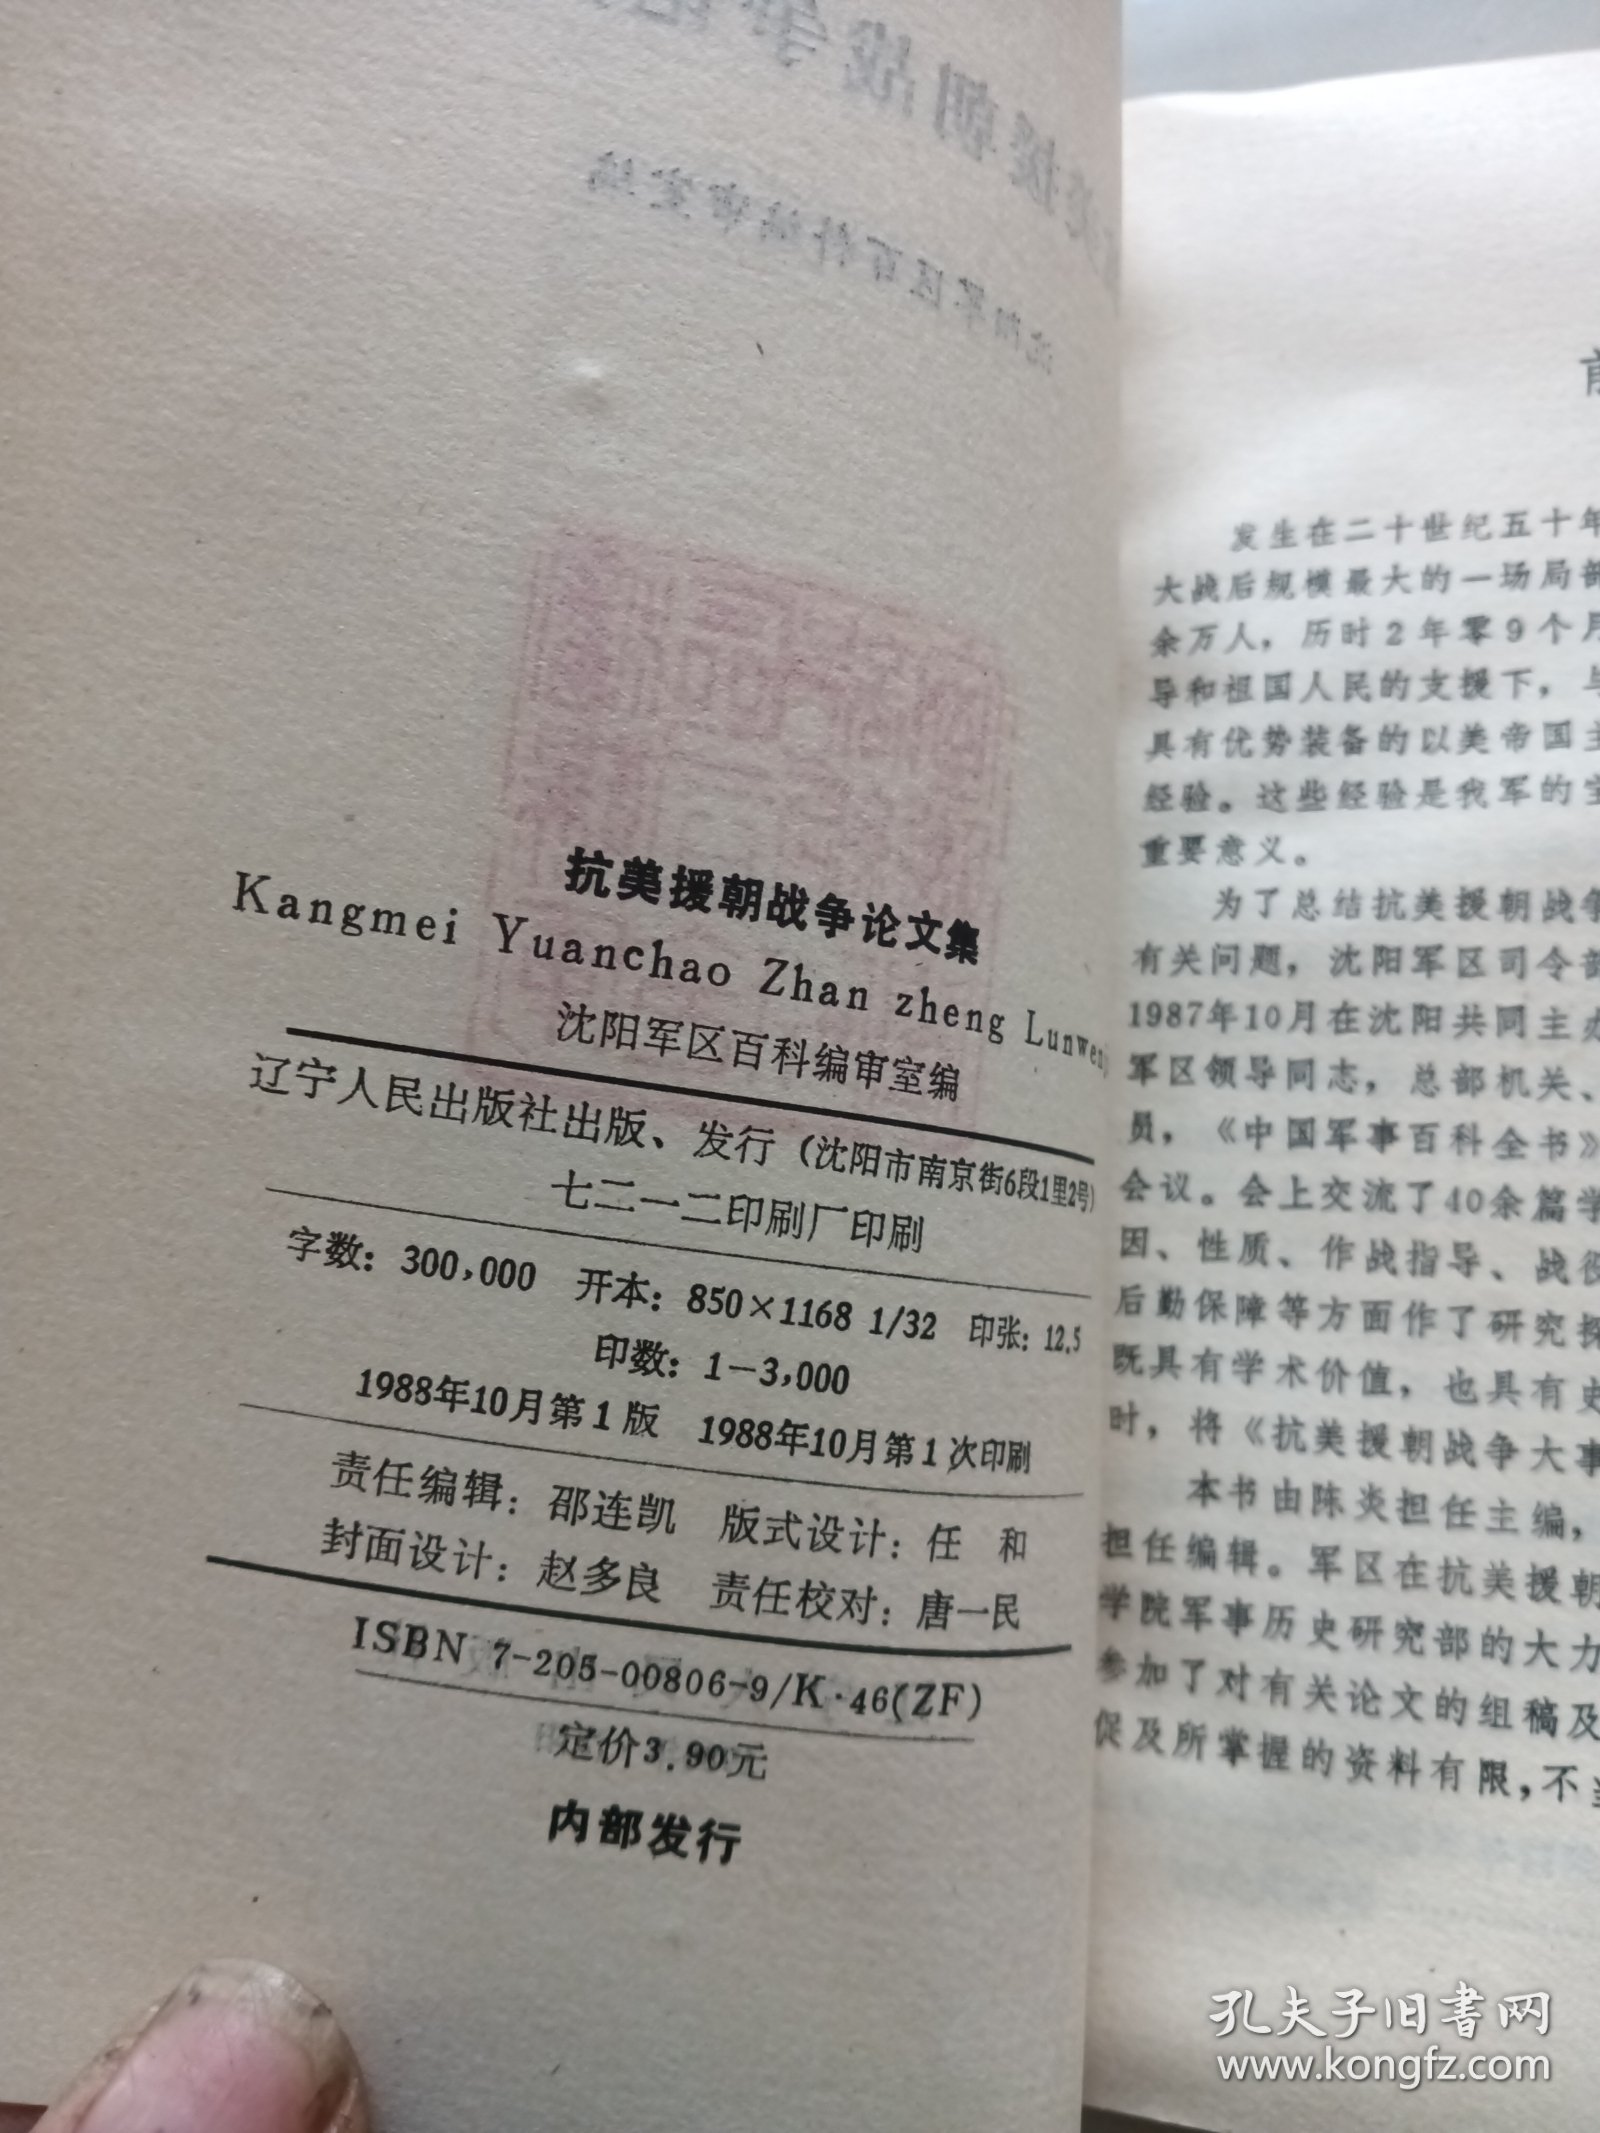 抗美援朝战争论文集
Kangmei Yuanchao Zhan zheng Lunwen
沈阳军区百科编审室编
辽宁人民出版社出版、发行（沈阳市南京街6段1里2号）
七二一二印刷厂印刷
字数：300,000 开本：850×1168 1/32 印张：12.5
印数：1—3,000
1988年10月第1版 1988年10月第1次印刷
责任编辑：邵连凯 版式设计：任 和
封面设计：赵多良 责任校对：唐一民
ISBN 7-205-00806-9/K·46(ZF)
定价3.90元
内部发行
发生在二十世纪五十年
大战后规模最大的一场局部
余万人，历时2年零9个月
导和祖国人民的支援下，与
具有优势装备的以美帝国主
经验。这些经验是我军的宝
重要意义。
为了总结抗美援朝战争
有关问题，沈阳军区司令部
1987年10月在沈阳共同主办
军区领导同志，总部机关、
员，《中国军事百科全书》
会议。会上交流了40余篇学
因、性质、作战指导、战役
后勤保障等方面作了研究探
既具有学术价值，也具有史
时，将《抗美援朝战争大事
本书由陈炎担任主编，
担任编辑。军区在抗美援朝
学院军事历史研究部的大力
参加了对有关论文的组稿及
促及所掌握的资料有限，不当
孔夫子旧书网
www.kongfz.com